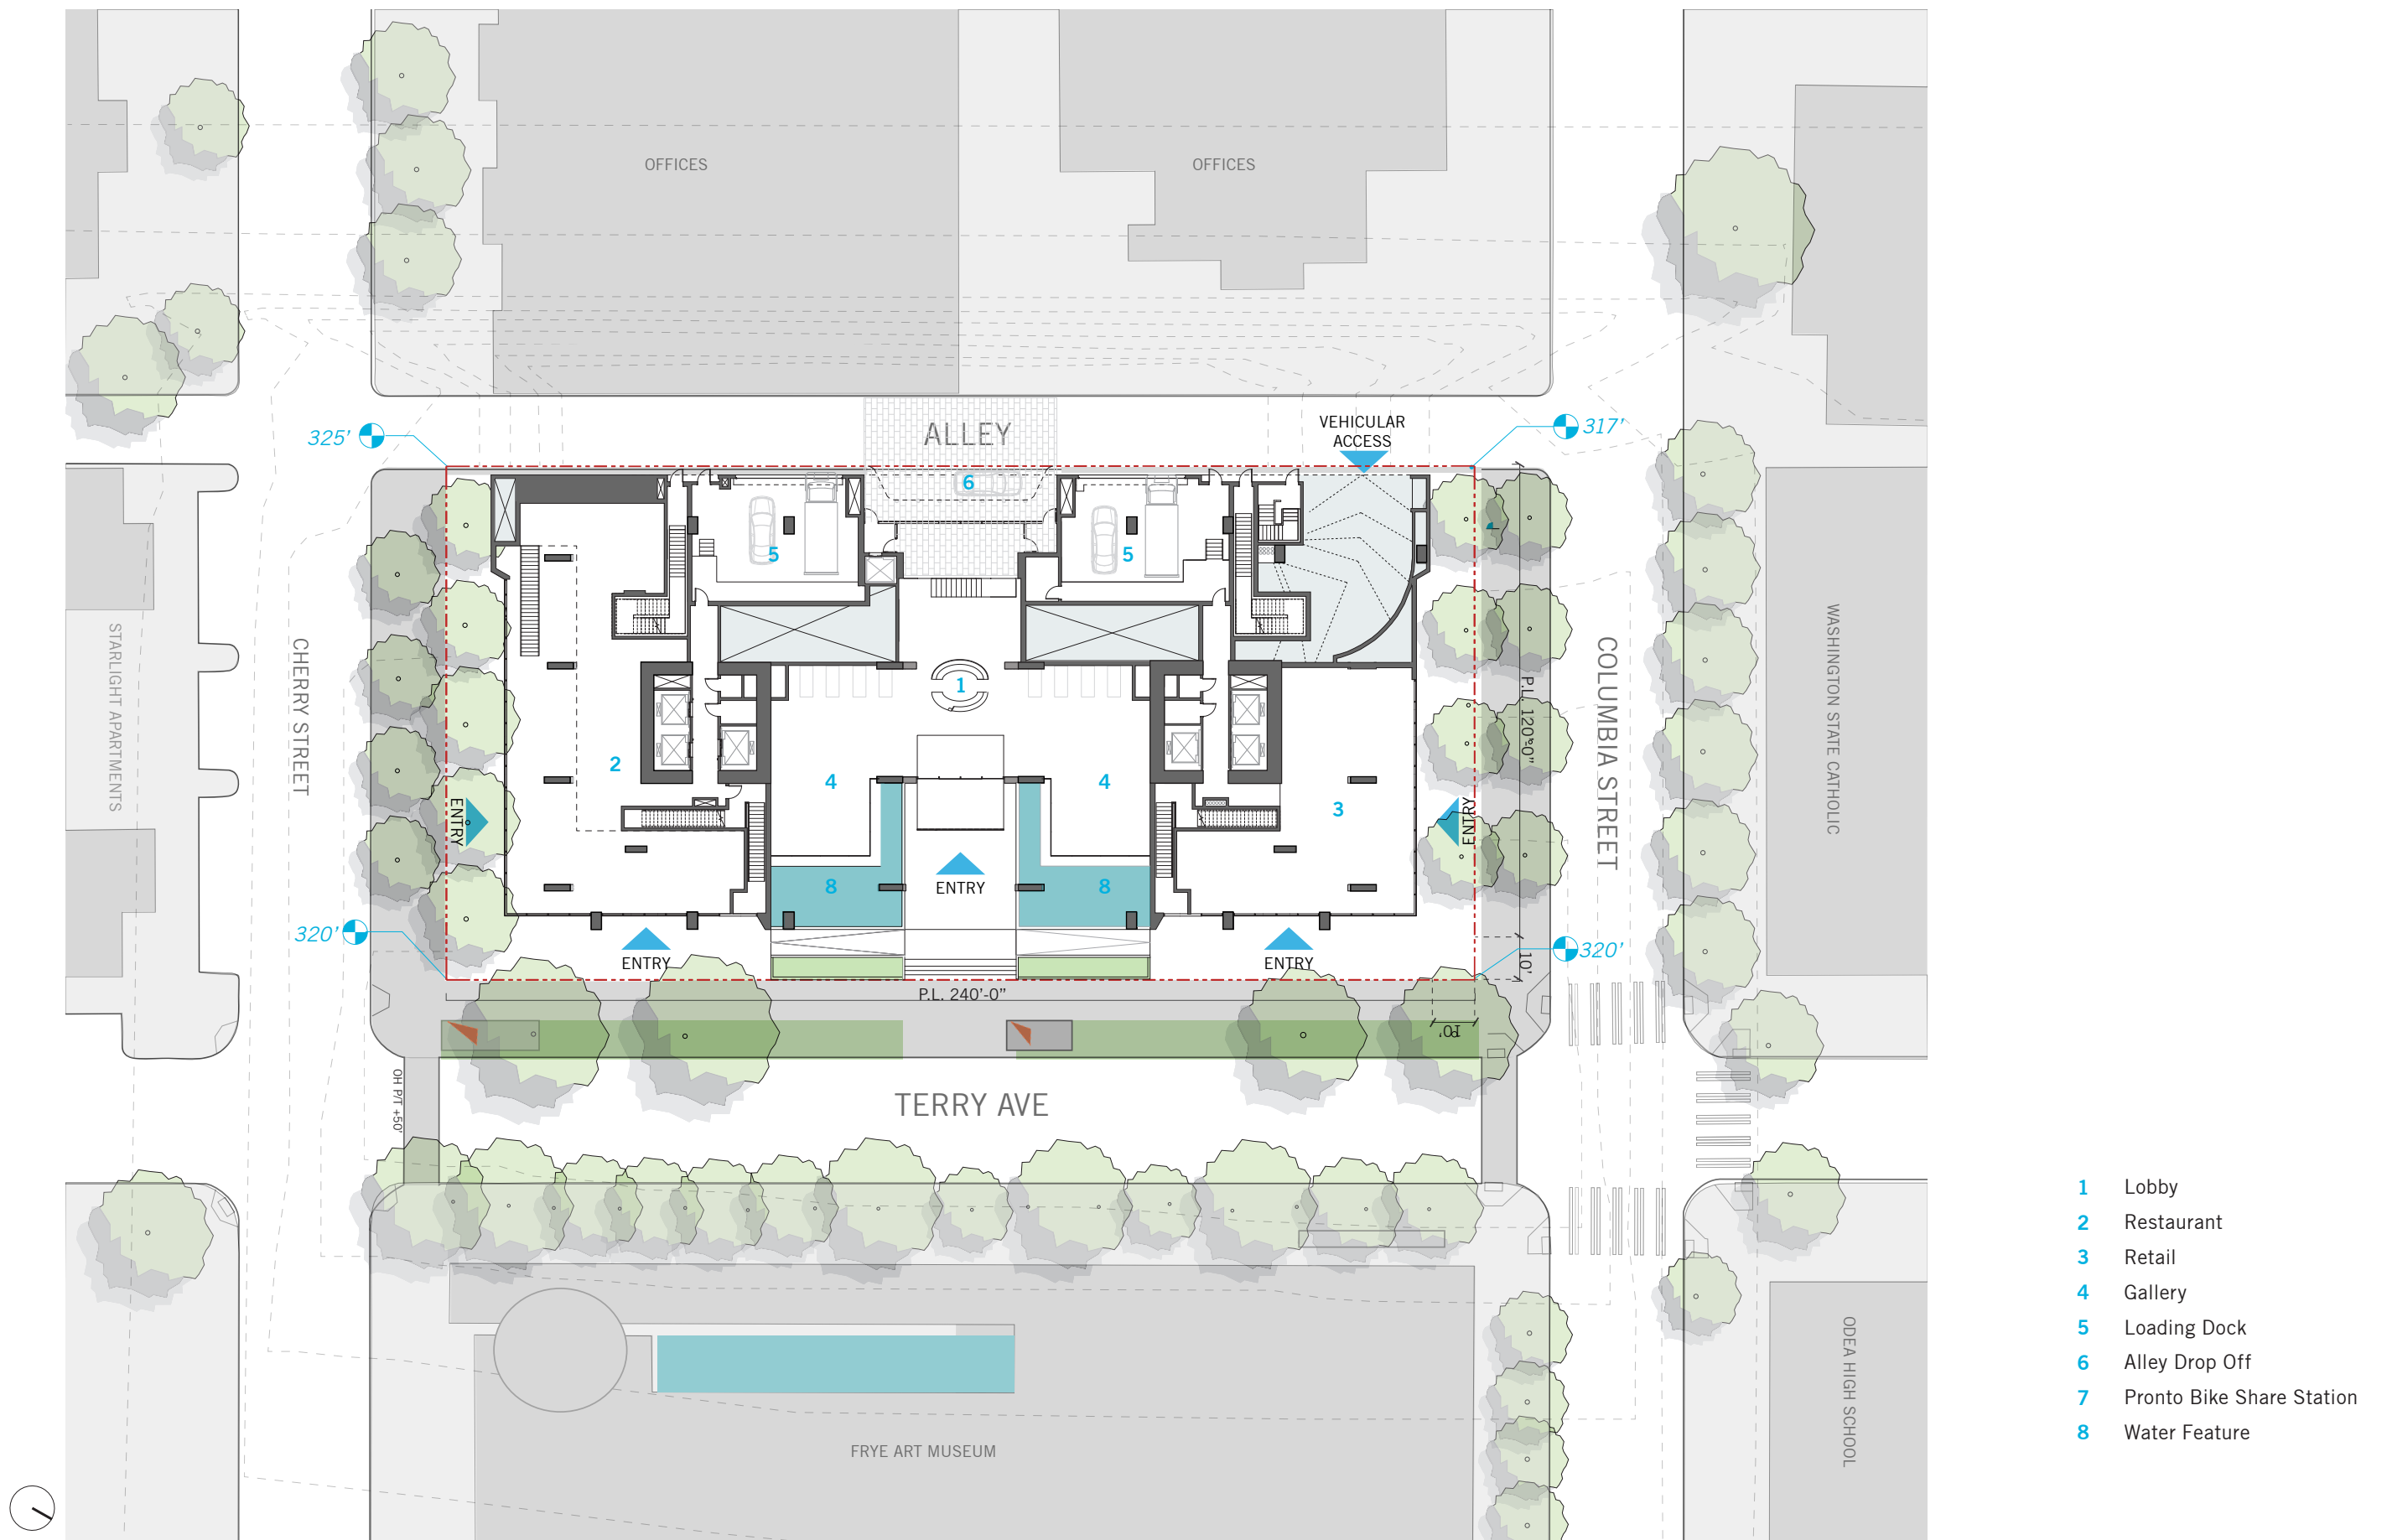 OFFICES
OFFICES
ALLEY
VEHICULAR
ACCESS
325'
317'
6
5
5
STARLIGHT APARTMENTS
CHERRY STREET
COLUMBIA STREET
WASHINGTON STATE CATHOLIC
P.L. 120'-0"
1
2
4
4
3
ENTRY
ENTRY
8
8
ENTRY
320'
320'
ENTRY
ENTRY
10'
P.L. 240'-0"
10'
OH P/T +50'
TERRY AVE
FRYE ART MUSEUM
ODEA HIGH SCHOOL
1 Lobby
2 Restaurant
3 Retail
4 Gallery
5 Loading Dock
6 Alley Drop Off
7 Pronto Bike Share Station
8 Water Feature